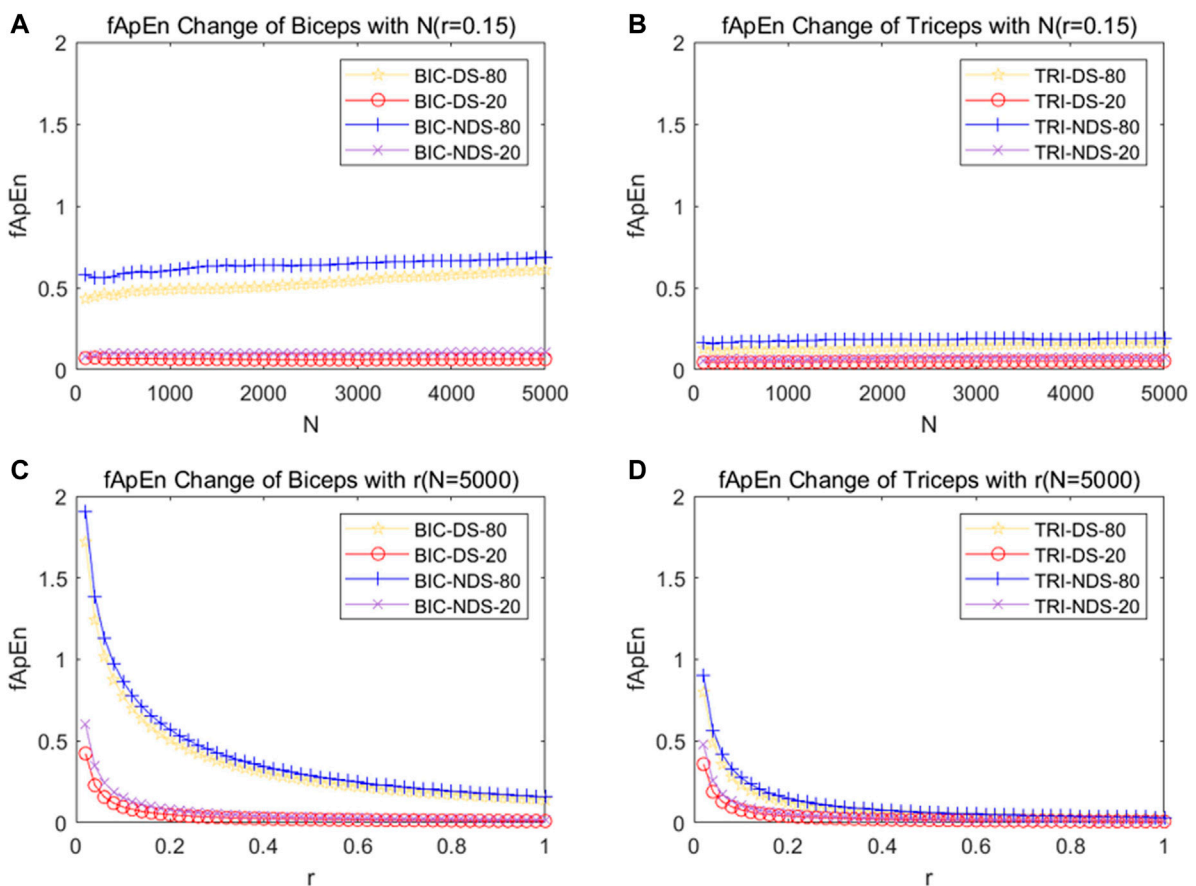 A
fApEn Change of Biceps with N(r=0.15)
2
1.5
1
0.5
0
fApEn
BIC-DS-80
BIC-DS-20
BIC-NDS-80
BIC-NDS-20
0 1000 2000 3000 4000 5000
N
B
fApEn Change of Triceps with N(r=0.15)
2
1.5
1
0.5
0
fApEn
TRI-DS-80
TRI-DS-20
TRI-NDS-80
TRI-NDS-20
0 1000 2000 3000 4000 5000
N
C
fApEn Change of Biceps with r(N=5000)
2
1.5
1
0.5
0
fApEn
BIC-DS-80
BIC-DS-20
BIC-NDS-80
BIC-NDS-20
0 0.2 0.4 0.6 0.8 1
r
D
fApEn Change of Triceps with r(N=5000)
2
1.5
1
0.5
0
fApEn
TRI-DS-80
TRI-DS-20
TRI-NDS-80
TRI-NDS-20
0 0.2 0.4 0.6 0.8 1
r